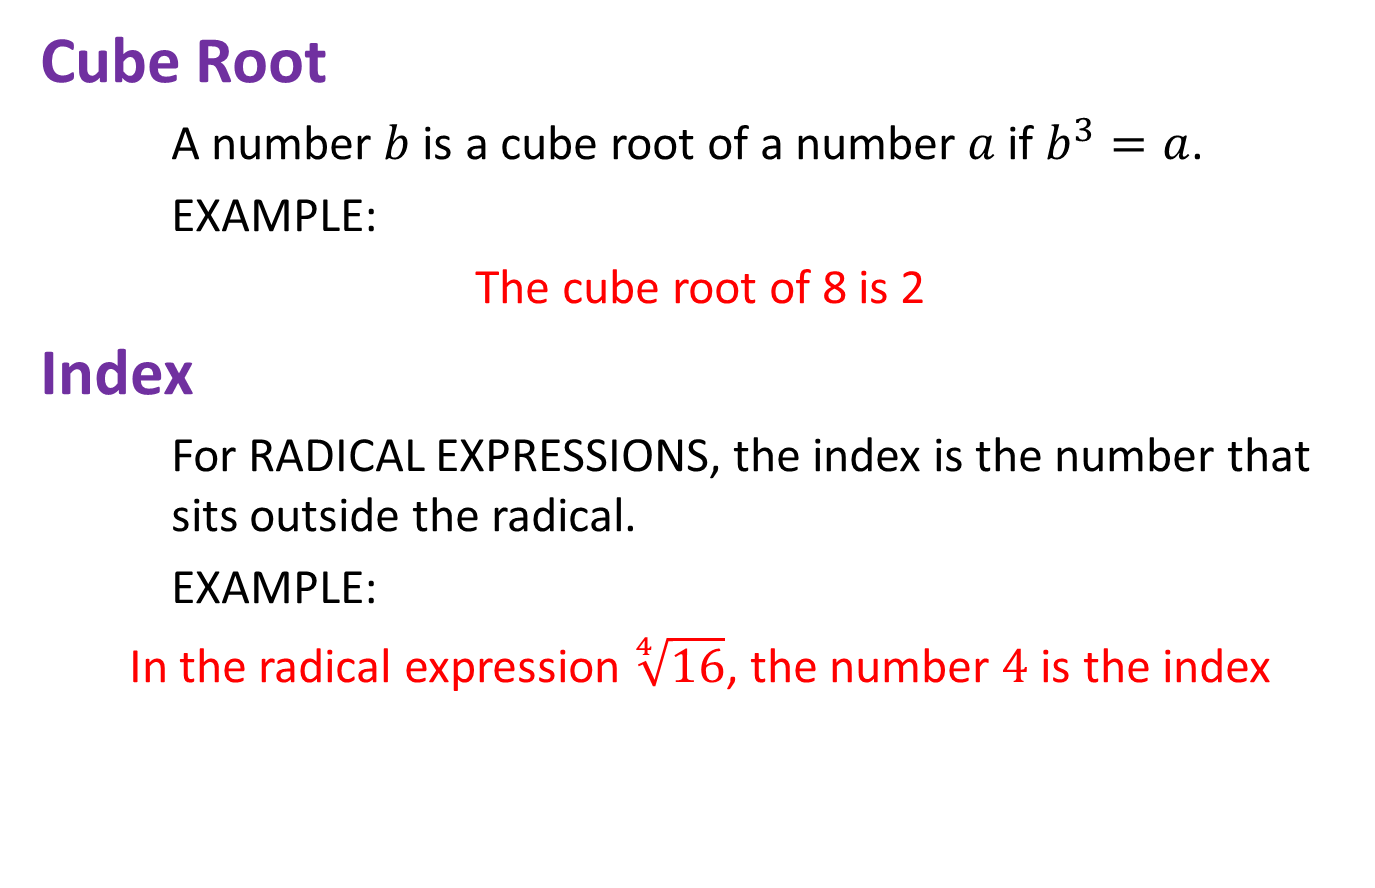 Cube Root
A number 𝑏 is a cube root of a number 𝑎 if 𝑏³ = 𝑎.
EXAMPLE:
The cube root of 8 is 2
Index
For RADICAL EXPRESSIONS, the index is the number that
sits outside the radical.
EXAMPLE:
In the radical expression ⁴√16, the number 4 is the index